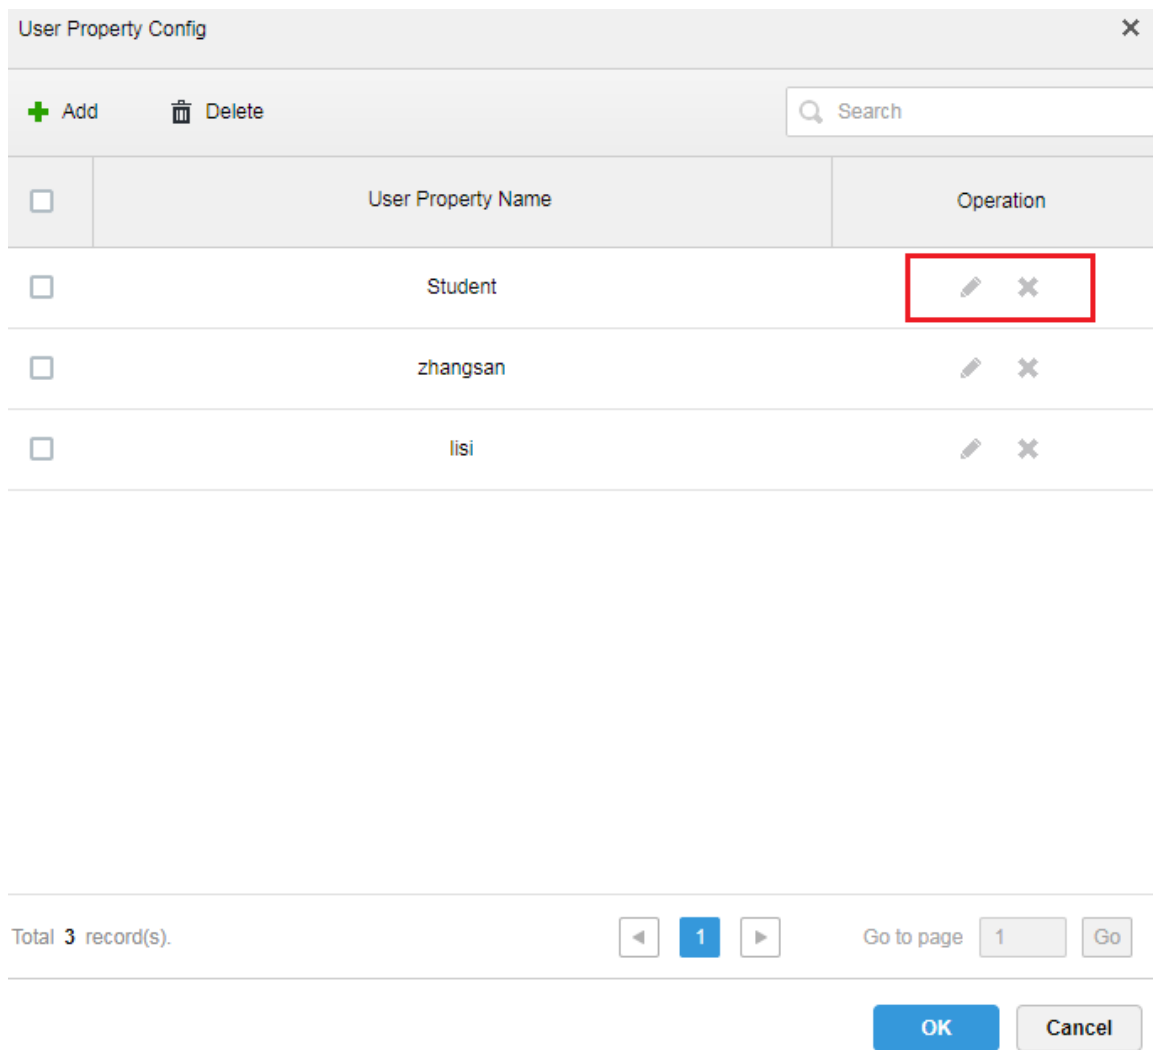 User Property Config
Add Delete Search
User Property Name Operation
Student
zhangsan
lisi
Total 3 record(s). 1 Go to page 1 Go
OK Cancel